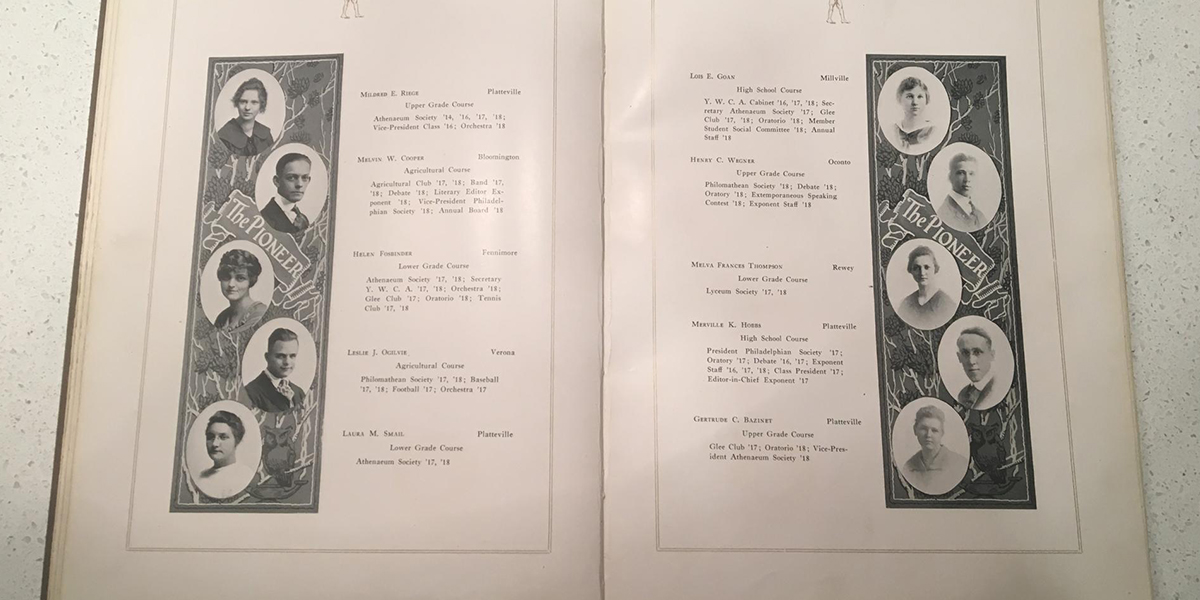 The PIONEER
Mildred E. Riege Platteville
Upper Grade Course
Athenaeum Society '14, '16, '17, '18;
Vice-President Class '16; Orchestra '18
Melvin W. Cooper Bloomington
Agricultural Course
Agricultural Club '17, '18; Band '17,
'18; Debate '18; Literary Editor Ex-
ponent '18; Vice-President Philadel-
phian Society '18; Annual Board '18
Helen Fosbinder Fennimore
Lower Grade Course
Athenaeum Society '17, '18; Secretary
Y. W. C. A. '17, '18; Orchestra '18;
Glee Club '17; Oratorio '18; Tennis
Club '17, '18
Leslie J. Ogilvie Verona
Agricultural Course
Philomathean Society '17, '18; Baseball
'17, '18; Football '17; Orchestra '17
Laura M. Smail Platteville
Lower Grade Course
Athenaeum Society '17, '18
Lois E. Goan Millville
High School Course
Y. W. C. A. Cabinet '16, '17, '18; Sec-
retary Athenaeum Society '17; Glee
Club '17, '18; Oratorio '18; Member
Student Social Committee '18; Annual
Staff '18
Henry C. Wegner Oconto
Upper Grade Course
Philomathean Society '18; Debate '18;
Oratory '18; Extemporaneous Speaking
Contest '18; Exponent Staff '18
Melva Frances Thompson Rewey
Lower Grade Course
Lyceum Society '17, '18
Merville K. Hobbs Platteville
High School Course
President Philadelphian Society '17;
Oratory '17; Debate '16, '17; Exponent
Staff '16, '17, '18; Class President '17;
Editor-in-Chief Exponent '17
Gertrude C. Bazinet Platteville
Upper Grade Course
Glee Club '17; Oratorio '18; Vice-Pres-
ident Athenaeum Society '18
The PIONEER